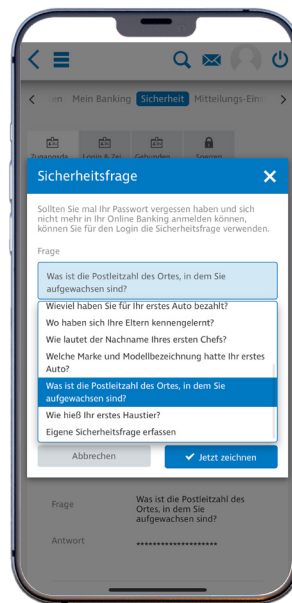 en Mein Banking Sicherheit Mitteilungs-Eins
Zugangsda Login & Zei Gebunden Sperren
Sicherheitsfrage
Sollten Sie mal Ihr Passwort vergessen haben und sich
nicht mehr in Ihr Online Banking anmelden können,
können Sie für den Login die Sicherheitsfrage verwenden.
Frage
Was ist die Postleitzahl des Ortes, in dem Sie
aufgewachsen sind?
Wieviel haben Sie für Ihr erstes Auto bezahlt?
Wo haben sich Ihre Eltern kennengelernt?
Wie lautet der Nachname Ihres ersten Chefs?
Welche Marke und Modellbezeichnung hatte Ihr erstes
Auto?
Was ist die Postleitzahl des Ortes, in dem Sie
aufgewachsen sind?
Wie hieß Ihr erstes Haustier?
Eigene Sicherheitsfrage erfassen
Abbrechen Jetzt zeichnen
Frage Was ist die Postleitzahl des
Ortes, in dem Sie
aufgewachsen sind?
Antwort ********************